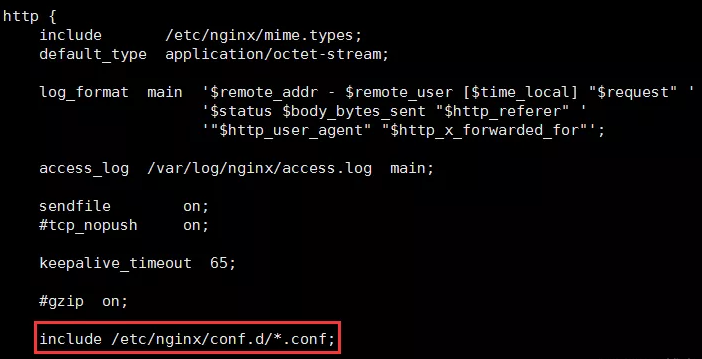 http {
    include       /etc/nginx/mime.types;
    default_type  application/octet-stream;
    log_format  main  '$remote_addr - $remote_user [$time_local] "$request" '
                      '$status $body_bytes_sent "$http_referer" '
                      '"$http_user_agent" "$http_x_forwarded_for"';
    access_log  /var/log/nginx/access.log  main;
    sendfile        on;
    #tcp_nopush     on;
    keepalive_timeout  65;
    #gzip  on;
    include /etc/nginx/conf.d/*.conf;